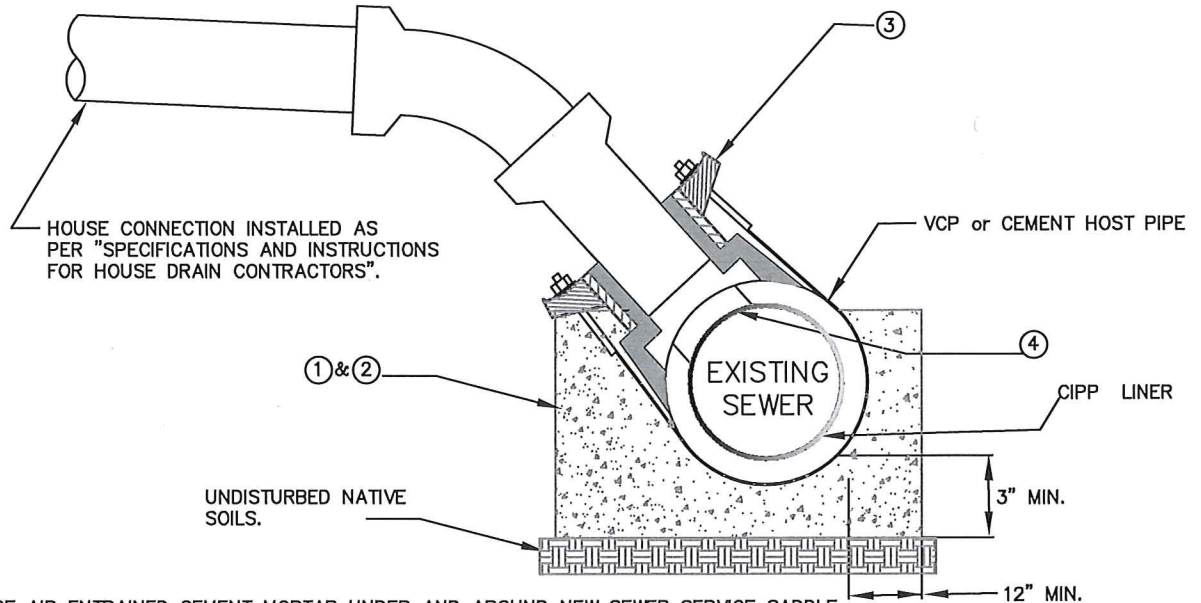 ③
HOUSE CONNECTION INSTALLED AS
PER "SPECIFICATIONS AND INSTRUCTIONS
FOR HOUSE DRAIN CONTRACTORS".
VCP or CEMENT HOST PIPE
①&②
EXISTING
SEWER
④
CIPP LINER
UNDISTURBED NATIVE
SOILS.
3" MIN.
12" MIN.
AIR ENTRAINED CEMENT MORTAR UNDER AND AROUND NEW SEWER SERVICE SADDLE